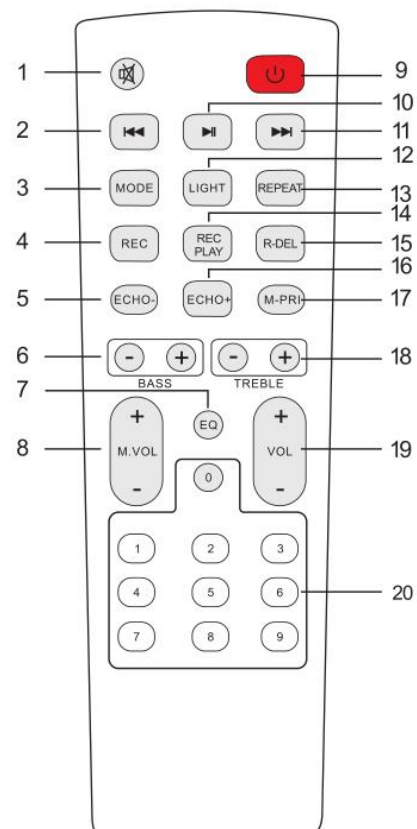 1 9
10
2 11
12
3 MODE LIGHT REPEAT 13
14
4 REC REC PLAY R-DEL 15
16
5 ECHO- ECHO+ M-PRI 17
6 - + - + 18
BASS TREBLE
7
+ EQ +
8 M.VOL VOL 19
- 0 -
1 2 3
4 5 6 20
7 8 9